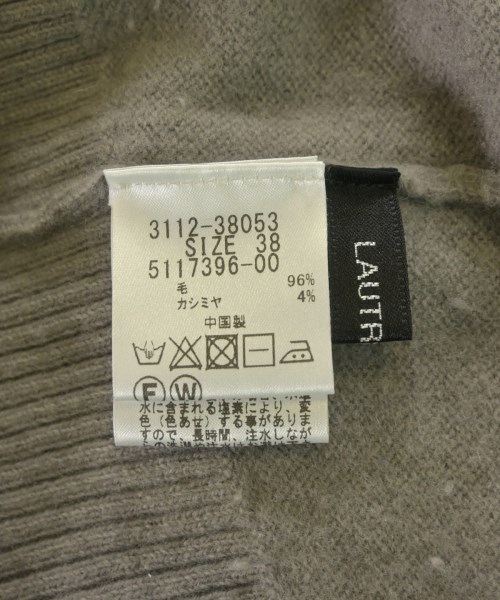 3112-38053
SIZE 38
5117396-00
毛 96%
カシミヤ 4%
中国製
F W
水に含まれる塩素により、変
色(色あせ)する事がありま
すので、長時間、注水しなが
LAUTR